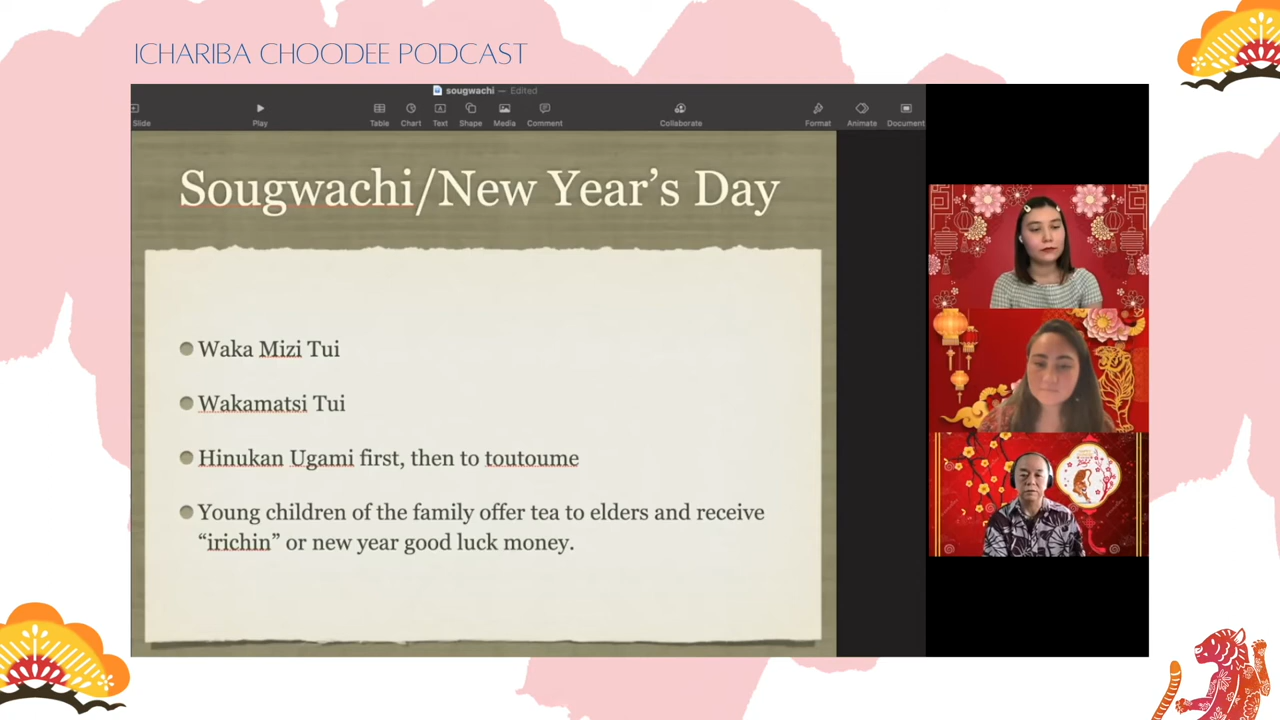 ICHARIBA CHOODEE PODCAST
sougwachi — Edited
Slide
Play
Table
Chart
Text
Shape
Media
Comment
Collaborate
Format
Animate
Document
Sougwachi/New Year's Day
Waka Mizi Tui
Wakamatsi Tui
Hinukan Ugami first, then to toutoume
Young children of the family offer tea to elders and receive
“irichin” or new year good luck money.